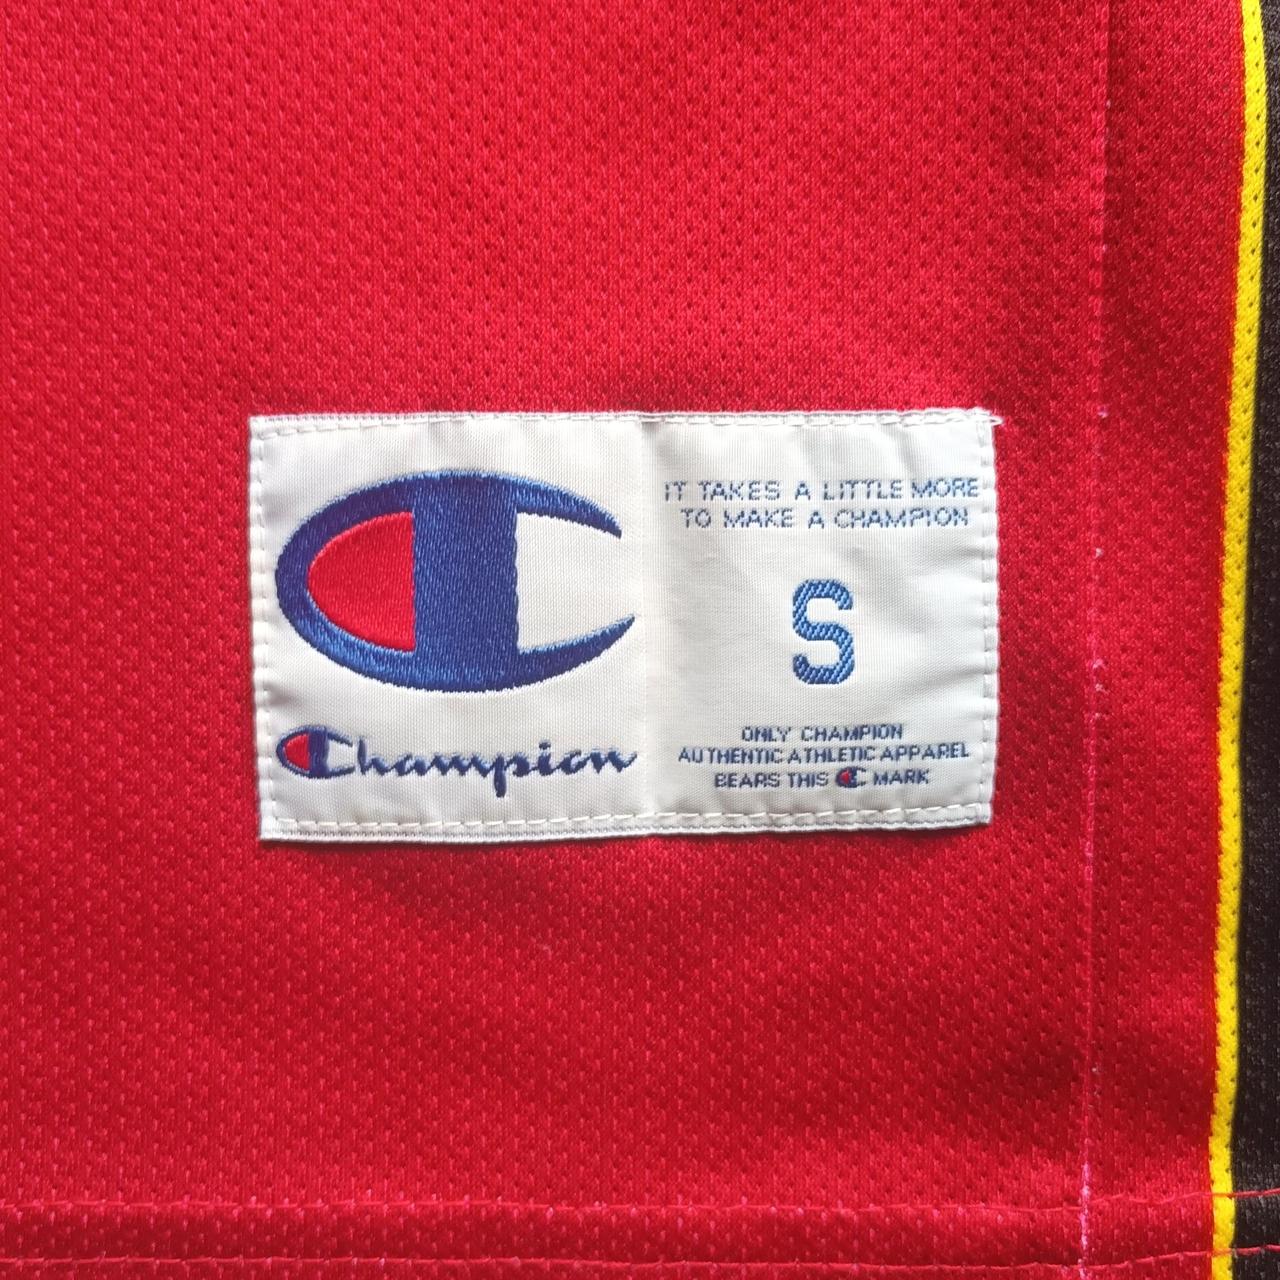 Champion
IT TAKES A LITTLE MORE
TO MAKE A CHAMPION
S
ONLY CHAMPION
AUTHENTIC ATHLETIC APPAREL
BEARS THIS C MARK